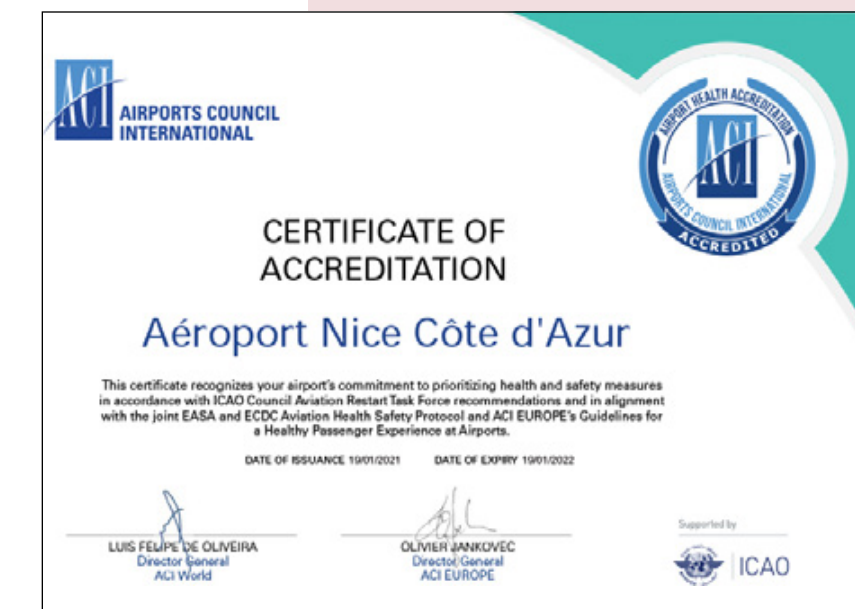 ACI
AIRPORTS COUNCIL
INTERNATIONAL
AIRPORT HEALTH ACCREDITATION
ACI
AIRPORTS COUNCIL INTERNATIONAL
ACCREDITED
CERTIFICATE OF
ACCREDITATION
Aéroport Nice Côte d'Azur
This certificate recognizes your airport's commitment to prioritizing health and safety measures
in accordance with ICAO Council Aviation Restart Task Force recommendations and in alignment
with the joint EASA and ECDC Aviation Health Safety Protocol and ACI EUROPE's Guidelines for
a Healthy Passenger Experience at Airports.
DATE OF ISSUANCE 19/01/2021 DATE OF EXPIRY 19/01/2022
LUIS FELIPE DE OLIVEIRA
Director General
ACI World
OLIVIER JANKOVEC
Director General
ACI EUROPE
Supported by
ICAO